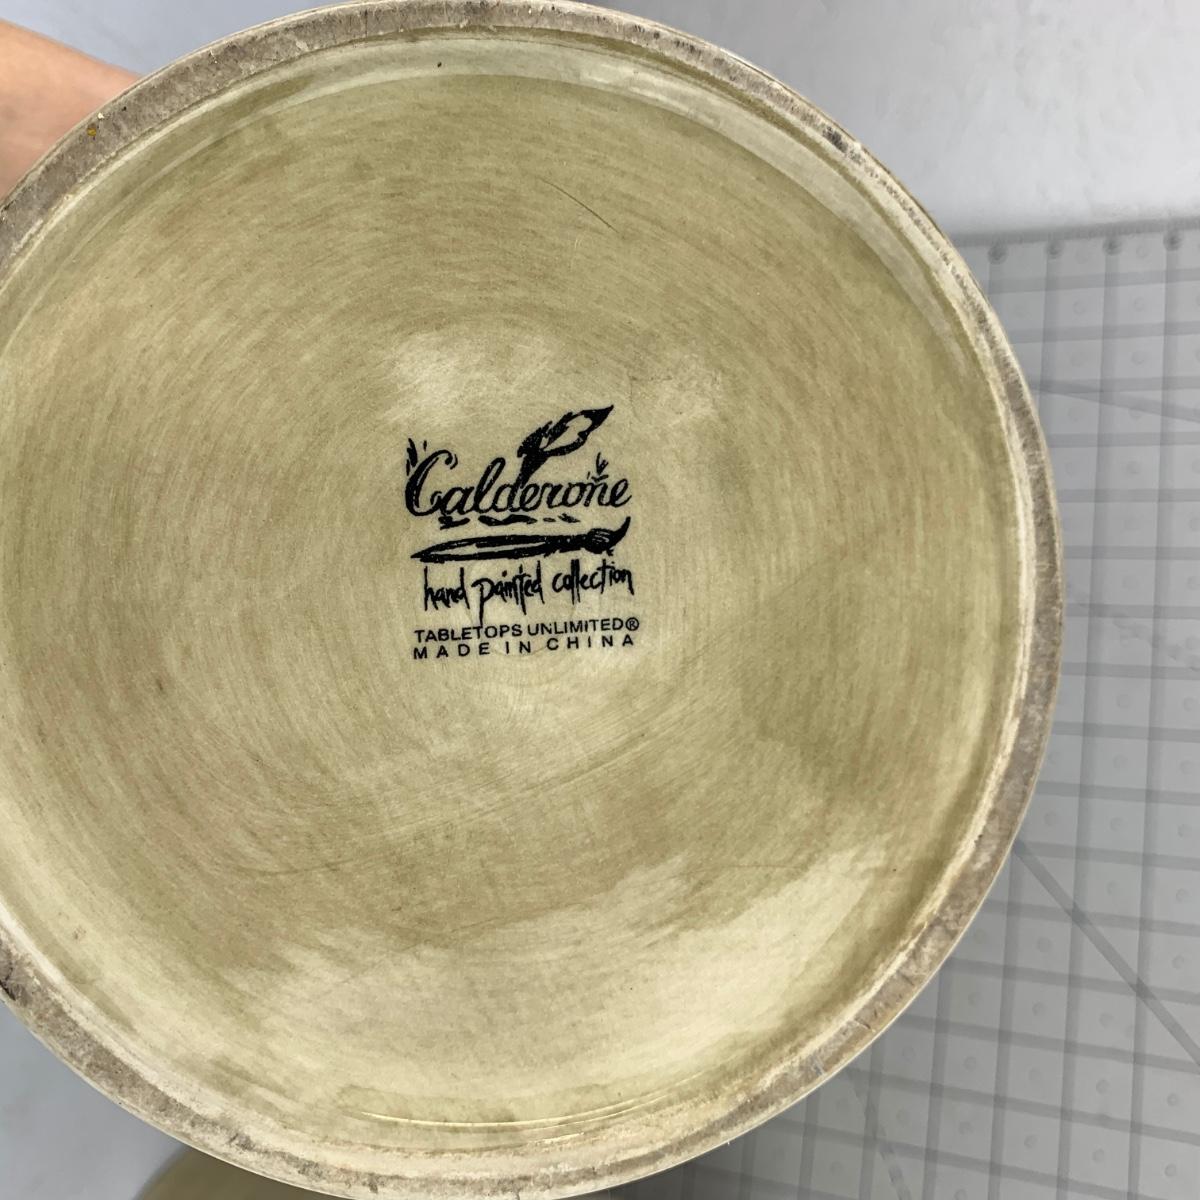 Calderone
hand painted collection
TABLETOPS UNLIMITED®
MADE IN CHINA